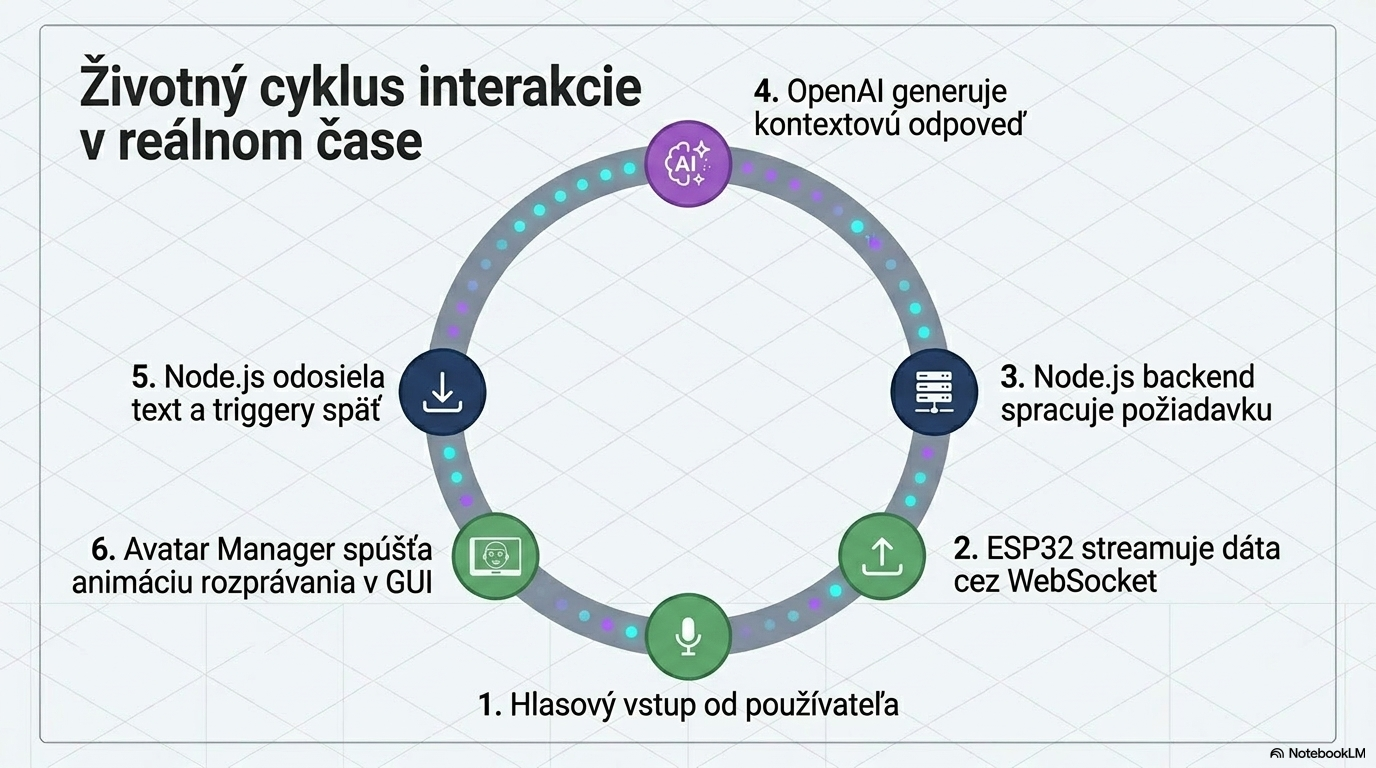 Životný cyklus interakcie
v reálnom čase
4. OpenAI generuje
kontextovú odpoveď
AI
5. Node.js odosiela
text a triggery späť
3. Node.js backend
spracuje požiadavku
6. Avatar Manager spúšťa
animáciu rozprávania v GUI
2. ESP32 streamuje dáta
cez WebSocket
1. Hlasový vstup od používateľa
NotebookLM